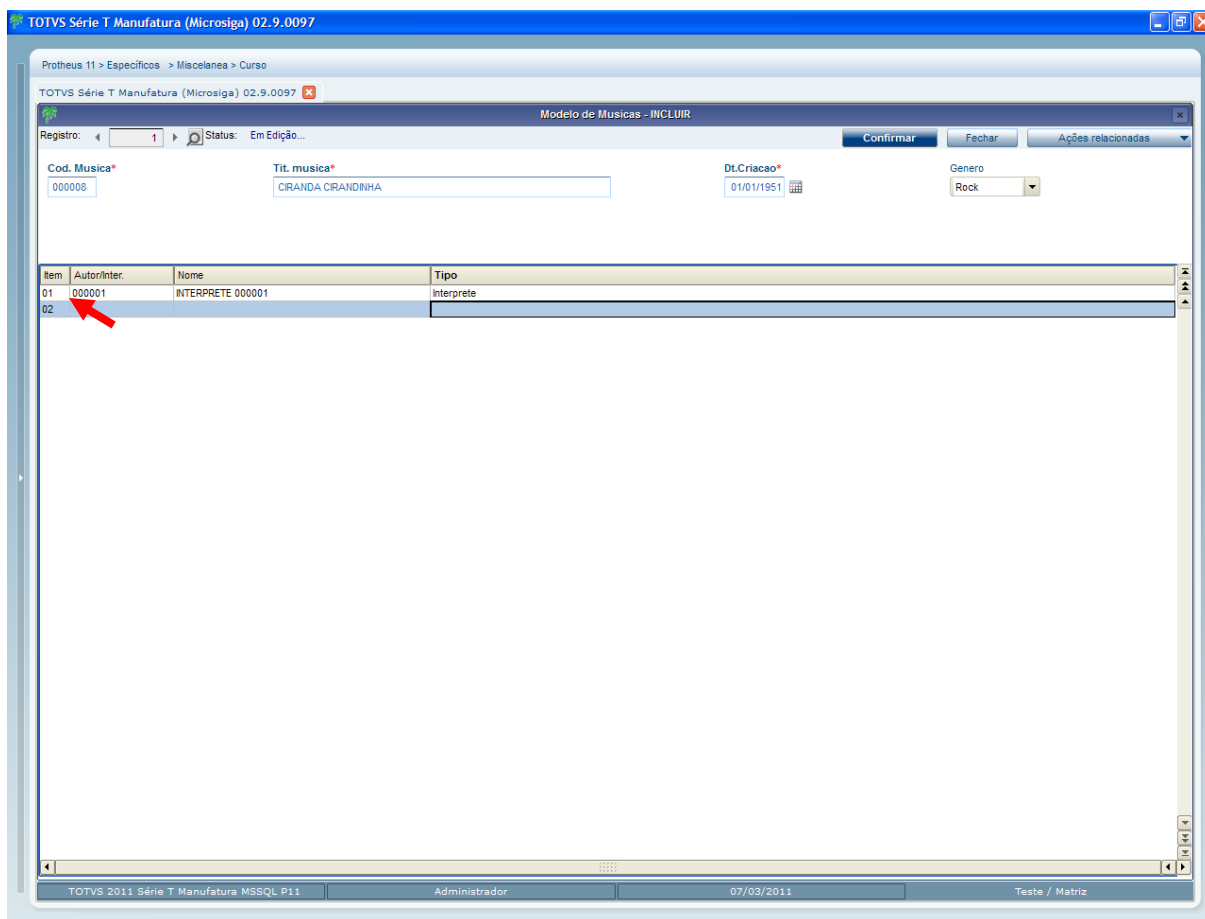 TOTVS Série T Manufatura (Microsiga) 02.9.0097
Protheus 11 > Específicos > Miscelanea > Curso
TOTVS Série T Manufatura (Microsiga) 02.9.0097
Modelo de Musicas - INCLUIR
Registro: 1 Status: Em Edição... Confirmar Fechar Ações relacionadas
Cod. Musica* Tit. musica* Dt.Criacao* Genero
000008 CIRANDA CIRANDINHA 01/01/1951 Rock
Item Autor/Inter. Nome Tipo
01 000001 INTERPRETE 000001 Interprete
02
TOTVS 2011 Série T Manufatura MSSQL P11 Administrador 07/03/2011 Teste / Matriz